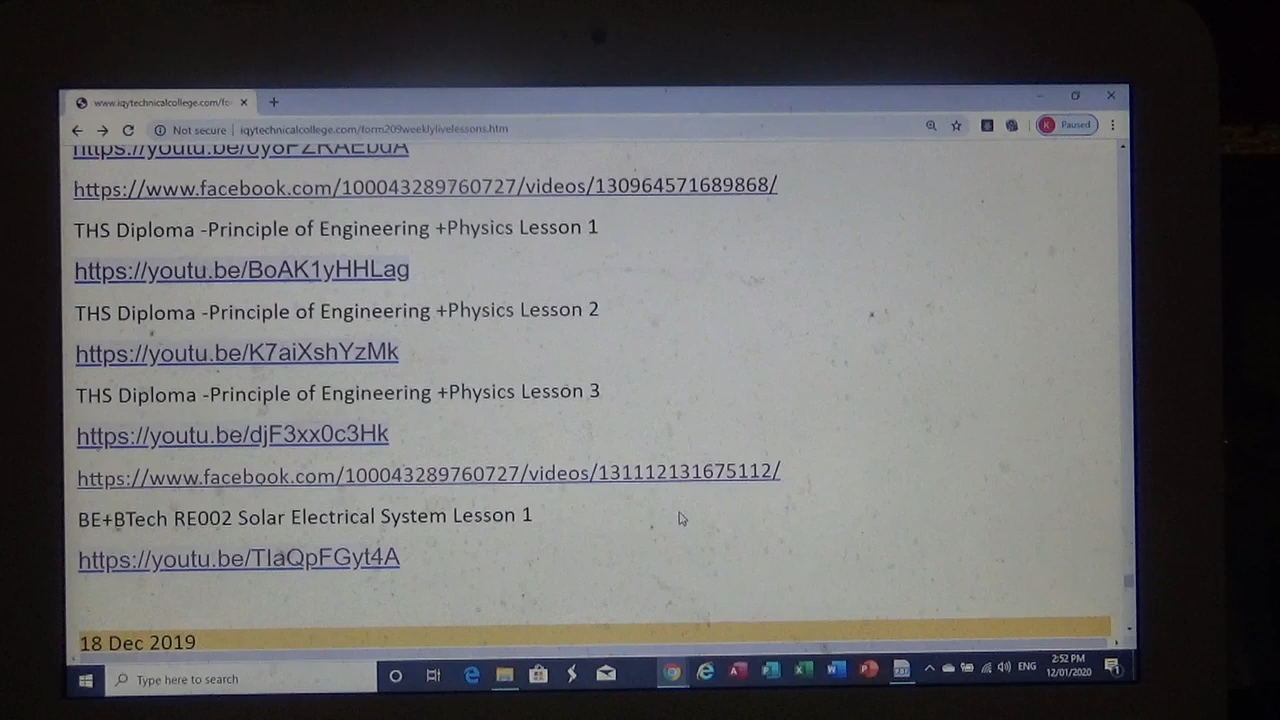 www.iqytechnicalcollege.com/fo
Not secure | iqytechnicalcollege.com/form209weeklylivelessons.htm
K Paused
https://www.facebook.com/100043289760727/videos/130964571689868/
THS Diploma -Principle of Engineering +Physics Lesson 1
https://youtu.be/BoAK1yHHLag
THS Diploma -Principle of Engineering +Physics Lesson 2
https://youtu.be/K7aiXshYzMk
THS Diploma -Principle of Engineering +Physics Lesson 3
https://youtu.be/djF3xx0c3Hk
https://www.facebook.com/100043289760727/videos/131112131675112/
BE+BTech RE002 Solar Electrical System Lesson 1
https://youtu.be/TIaQpFGyt4A
18 Dec 2019
Type here to search
ENG
2:52 PM
12/01/2020